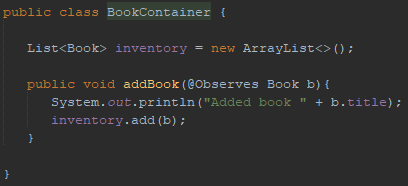 public class BookContainer {
List<Book> inventory = new ArrayList<>();
public void addBook(@Observes Book b){
System.out.println("Added book " + b.title);
inventory.add(b);
}
}